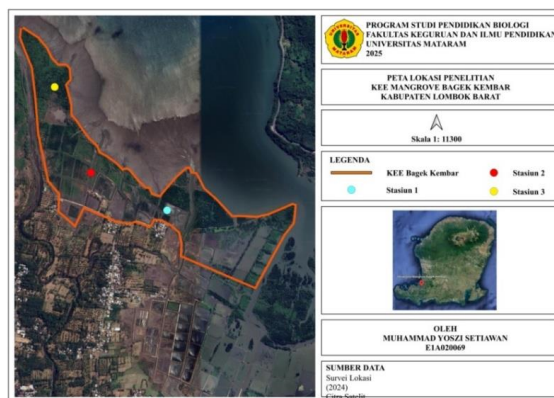 PROGRAM STUDI PENDIDIKAN BIOLOGI
FAKULTAS KEGURUAN DAN ILMU PENDIDIKAN
UNIVERSITAS MATARAM
2025
PETA LOKASI PENELITIAN
KEE MANGROVE BAGEK KEMBAR
KABUPATEN LOMBOK BARAT
Skala 1: 11300
LEGENDA
KEE Bagek Kembar
Stasiun 2
Stasiun 1
Stasiun 3
OLEH
MUHAMMAD YOSZI SETIAWAN
E1A020069
SUMBER DATA
Survei Lokasi
(2024)
Citra Satelit